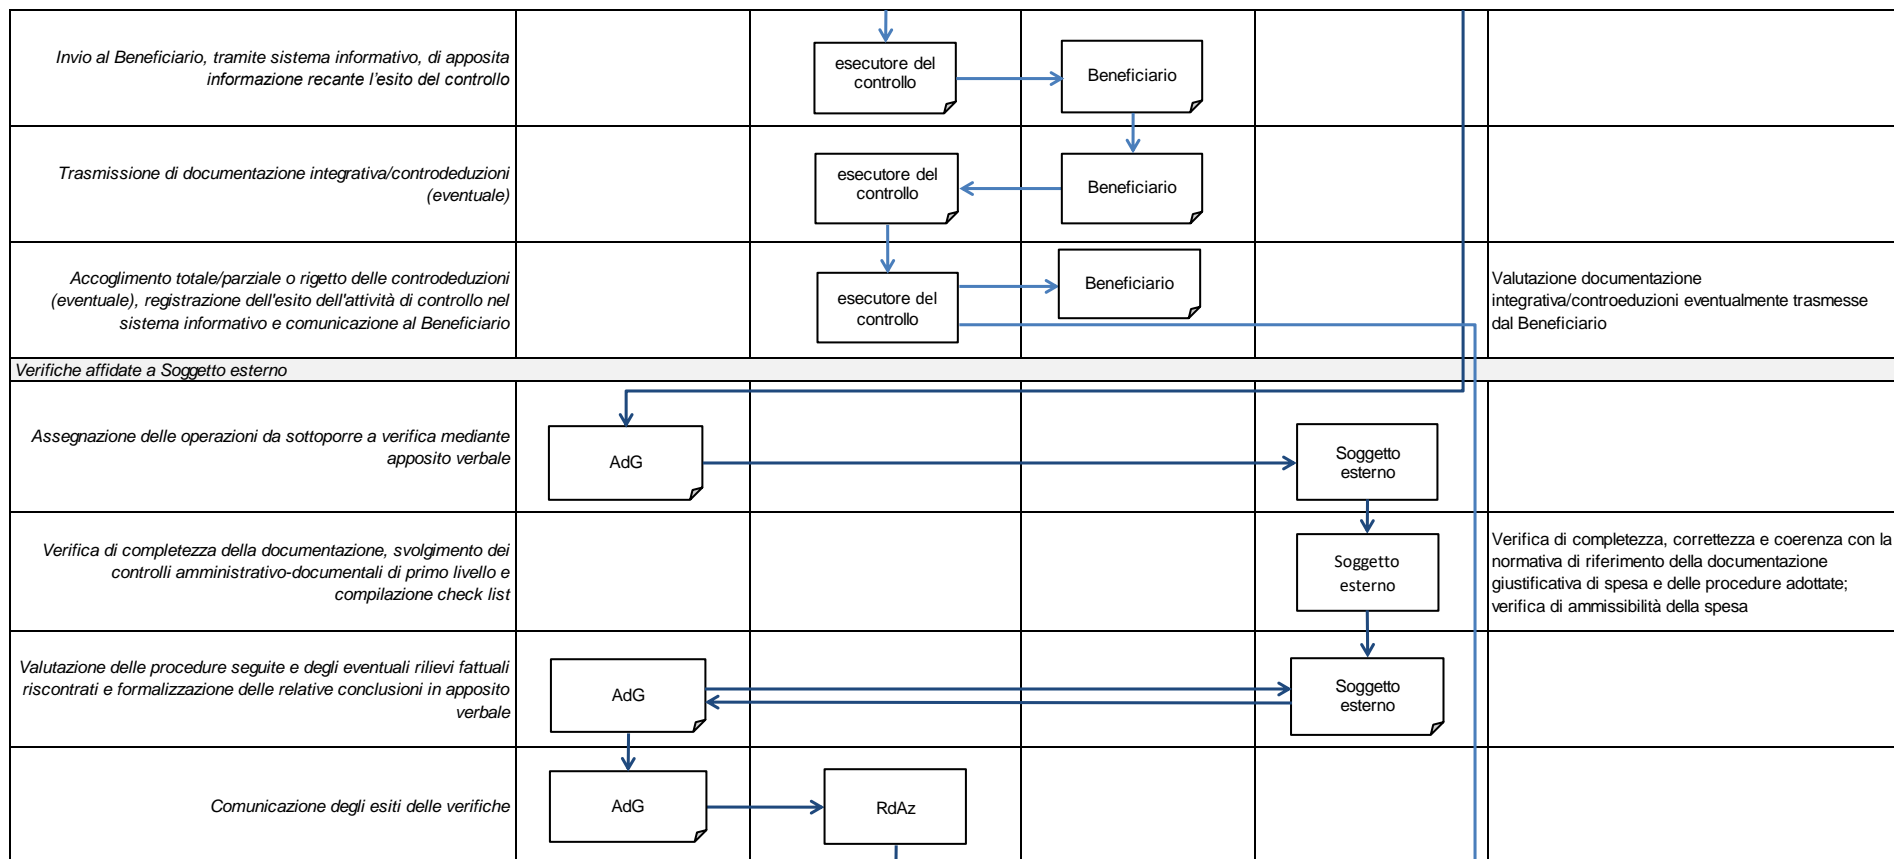 Invio al Beneficiario, tramite sistema informativo, di apposita
informazione recante l'esito del controllo
esecutore del
controllo
Beneficiario
Trasmissione di documentazione integrativa/controdeduzioni
(eventuale)
esecutore del
controllo
Beneficiario
Accoglimento totale/parziale o rigetto delle controdeduzioni
(eventuale), registrazione dell'esito dell'attività di controllo nel
sistema informativo e comunicazione al Beneficiario
esecutore del
controllo
Beneficiario
Valutazione documentazione
integrativa/controeduzioni eventualmente trasmesse
dal Beneficiario
Verifiche affidate a Soggetto esterno
Assegnazione delle operazioni da sottoporre a verifica mediante
apposito verbale
AdG
Soggetto
esterno
Verifica di completezza della documentazione, svolgimento dei
controlli amministrativo-documentali di primo livello e
compilazione check list
Soggetto
esterno
Verifica di completezza, correttezza e coerenza con la
normativa di riferimento della documentazione
giustificativa di spesa e delle procedure adottate;
verifica di ammissibilità della spesa
Valutazione delle procedure seguite e degli eventuali rilievi fattuali
riscontrati e formalizzazione delle relative conclusioni in apposito
verbale
AdG
Soggetto
esterno
Comunicazione degli esiti delle verifiche
AdG
RdAz